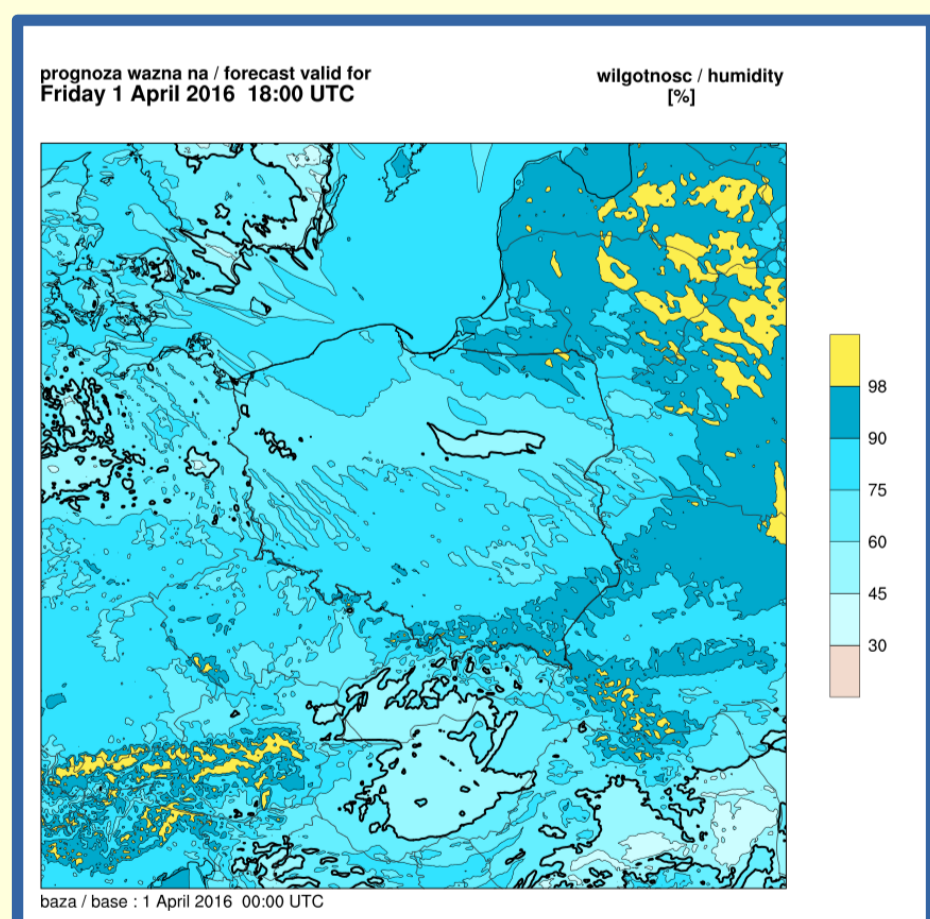 prognoza wazna na / forecast valid for
Friday 1 April 2016 18:00 UTC
wilgotnosc / humidity
[%]
98
90
75
60
45
30
baza / base : 1 April 2016 00:00 UTC